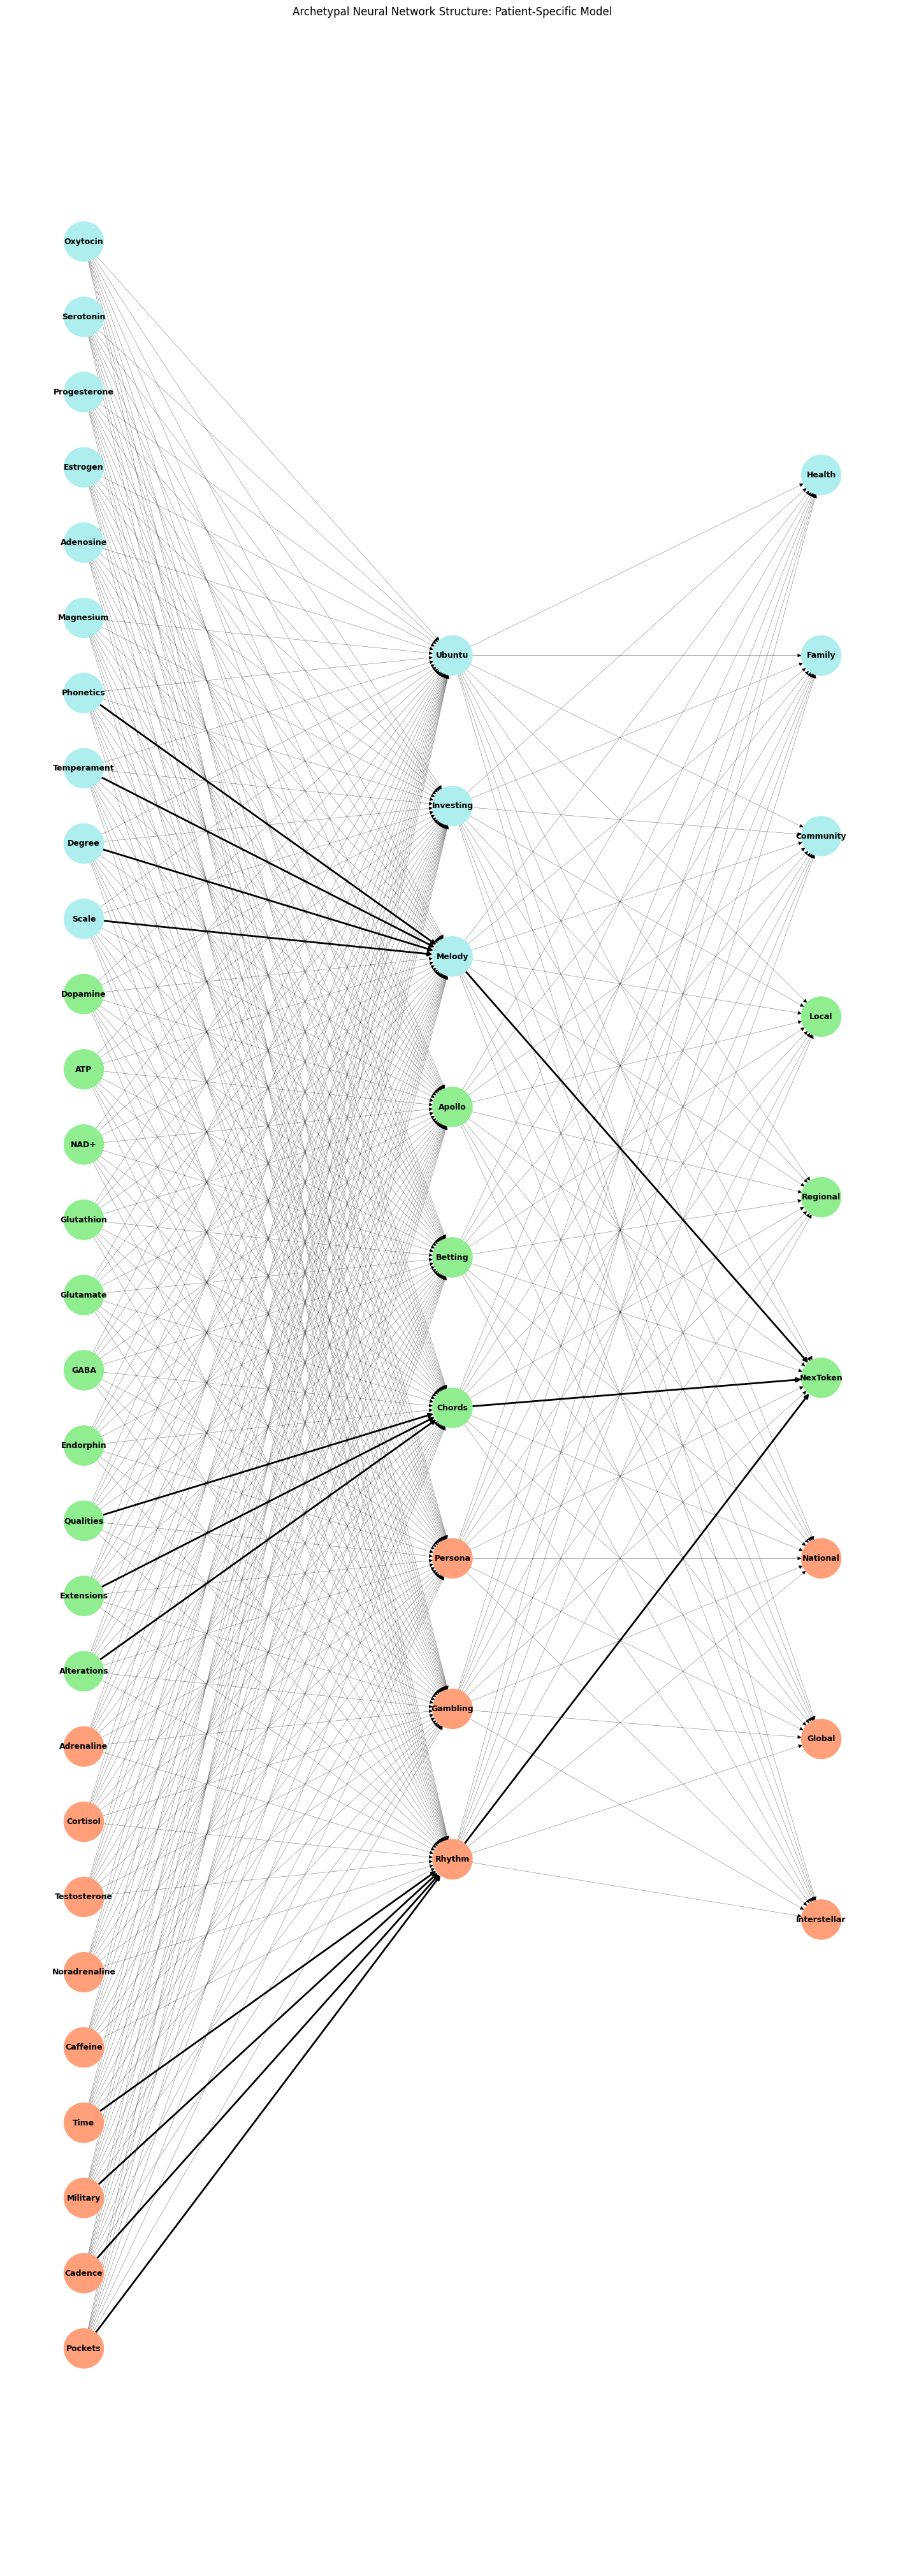 Archetypal Neural Network Structure: Patient-Specific Model
Oxytocin
Serotonin
Progesterone
Estrogen
Adenosine
Magnesium
Phonetics
Temperament
Degree
Scale
Dopamine
ATP
NAD+
Glutathion
Glutamate
GABA
Endorphin
Qualities
Extensions
Alterations
Adrenaline
Cortisol
Testosterone
Noradrenaline
Caffeine
Time
Military
Cadence
Pockets
Ubuntu
Investing
Melody
Apollo
Betting
Chords
Persona
Gambling
Rhythm
Health
Family
Community
Local
Regional
NexToken
National
Global
Interstellar